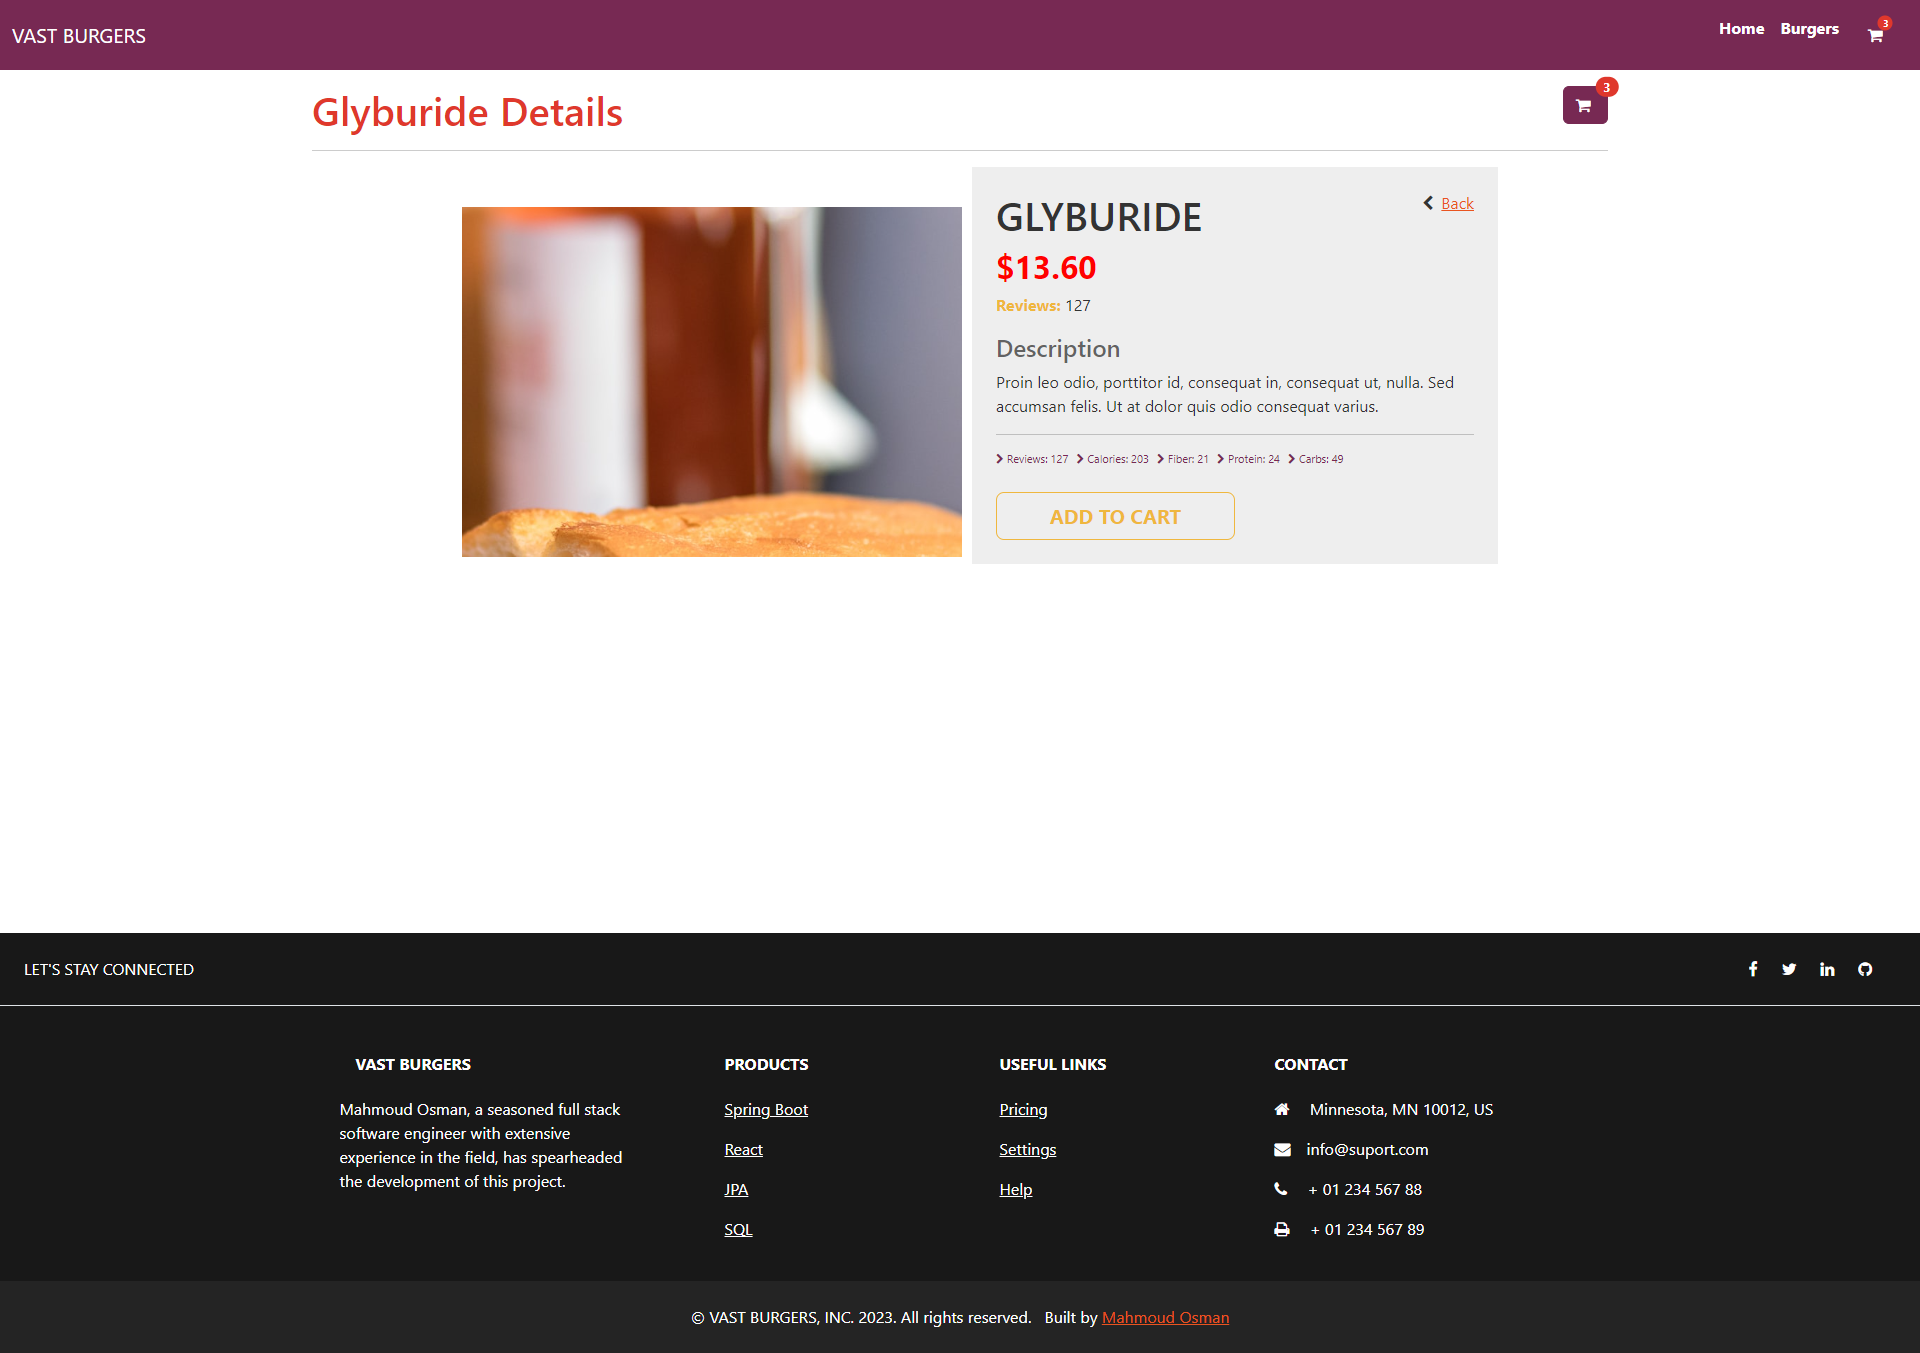 VAST BURGERS
Home Burgers 3
Glyburide Details
3
GLYBURIDE
Back
$13.60
Reviews: 127
Description
Proin leo odio, porttitor id, consequat in, consequat ut, nulla. Sed
accumsan felis. Ut at dolor quis odio consequat varius.
Reviews: 127 Calories: 203 Fiber: 21 Protein: 24 Carbs: 49
ADD TO CART
LET'S STAY CONNECTED
VAST BURGERS
Mahmoud Osman, a seasoned full stack
software engineer with extensive
experience in the field, has spearheaded
the development of this project.
PRODUCTS
Spring Boot
React
JPA
SQL
USEFUL LINKS
Pricing
Settings
Help
CONTACT
Minnesota, MN 10012, US
info@suport.com
+ 01 234 567 88
+ 01 234 567 89
© VAST BURGERS, INC. 2023. All rights reserved. Built by Mahmoud Osman